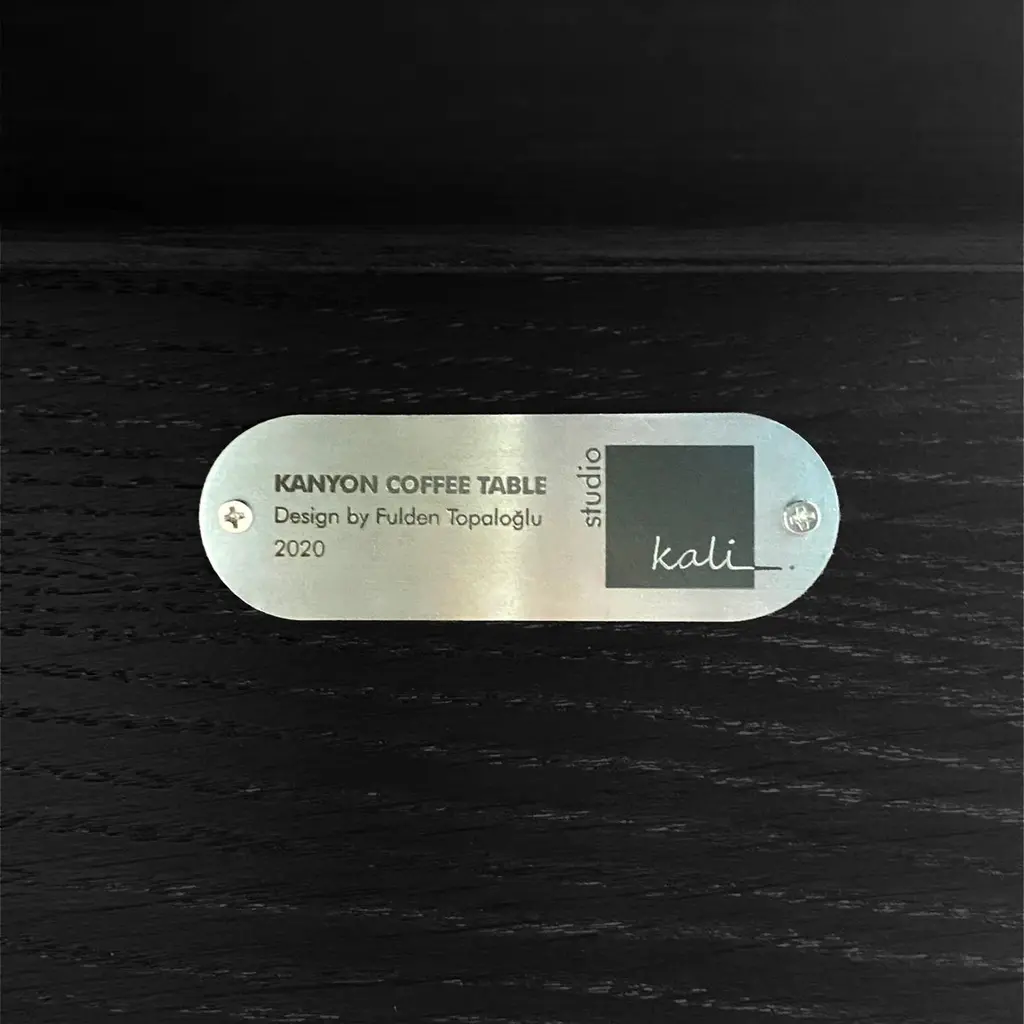 KANYON COFFEE TABLE
Design by Fulden Topaloğlu
2020
studio
kali